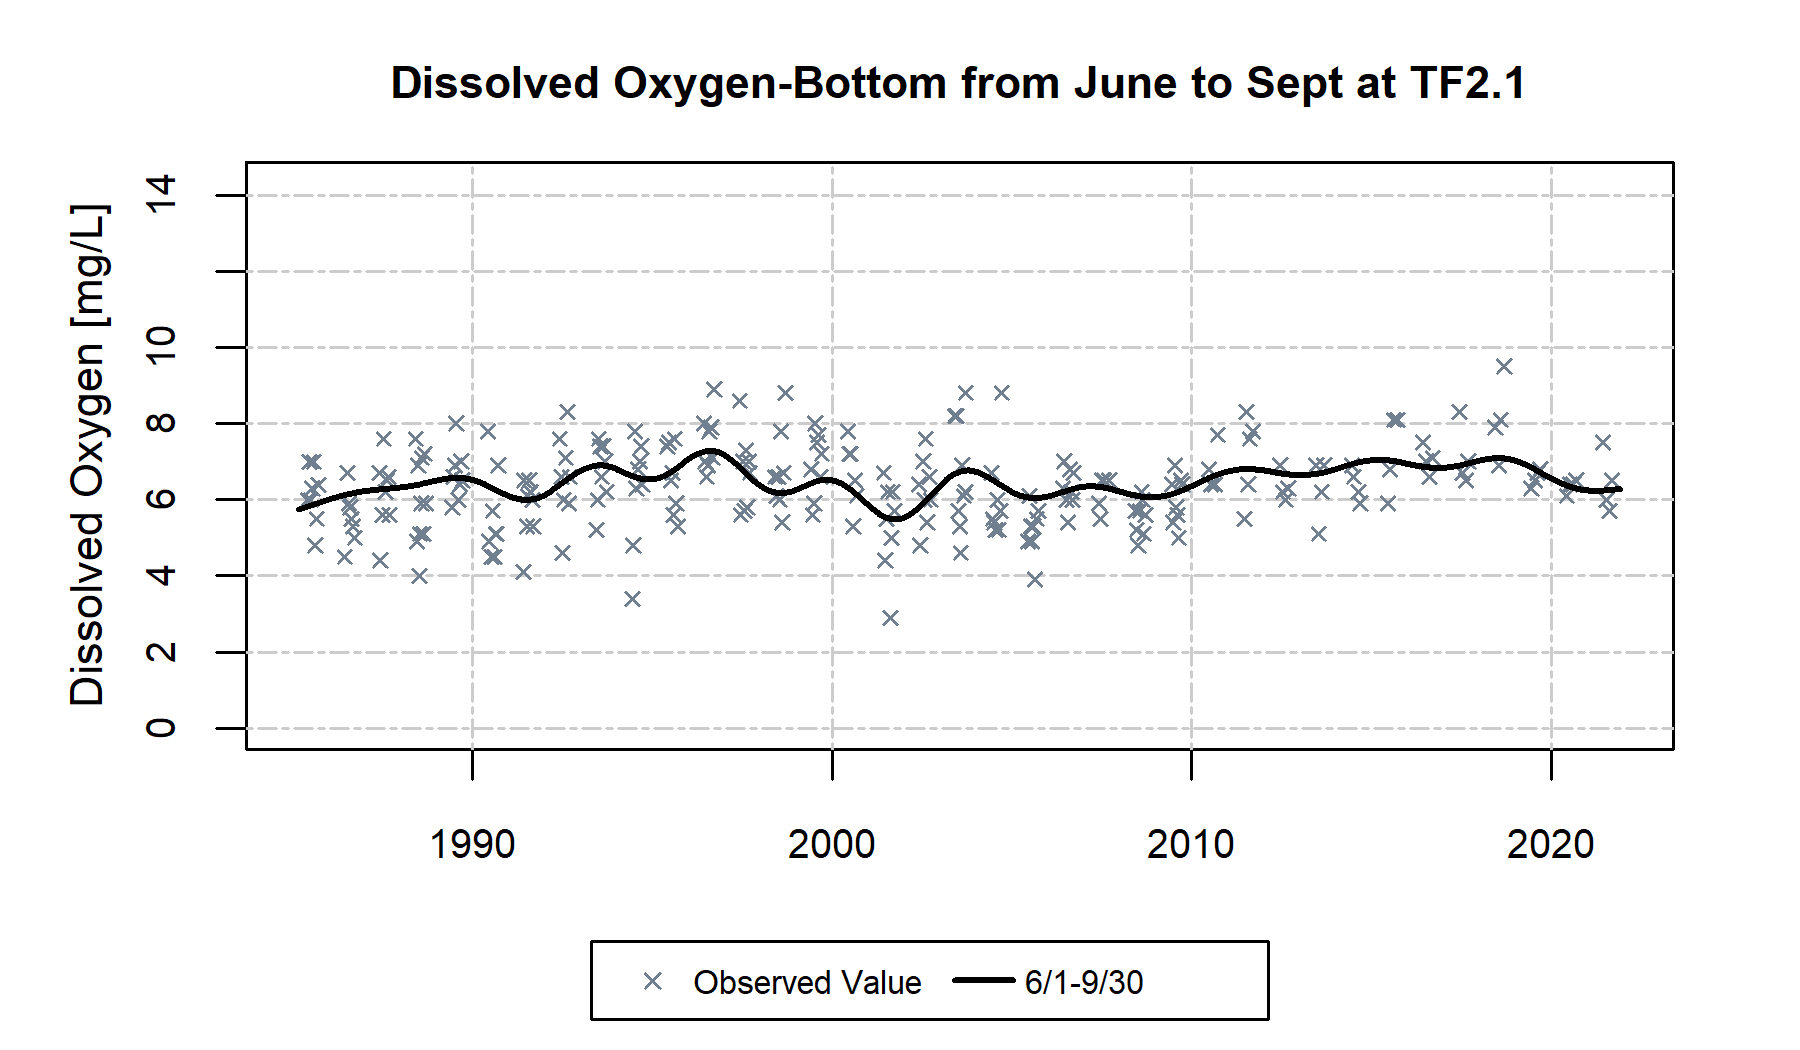 Dissolved Oxygen-Bottom from June to Sept at TF2.1
Dissolved Oxygen [mg/L]
14
10
8
6
4
2
0
1990 2000 2010 2020
Observed Value 6/1-9/30